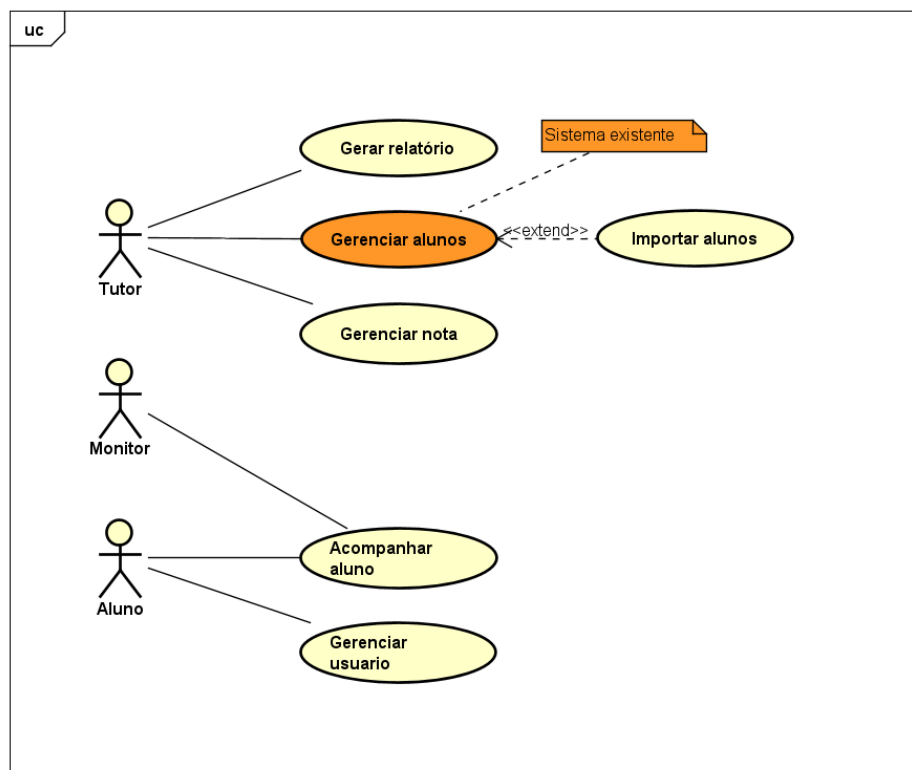 uc
Gerar relatório
Sistema existente
Gerenciar alunos
<<extend>>
Importar alunos
Tutor
Gerenciar nota
Monitor
Acompanhar
aluno
Aluno
Gerenciar
usuario